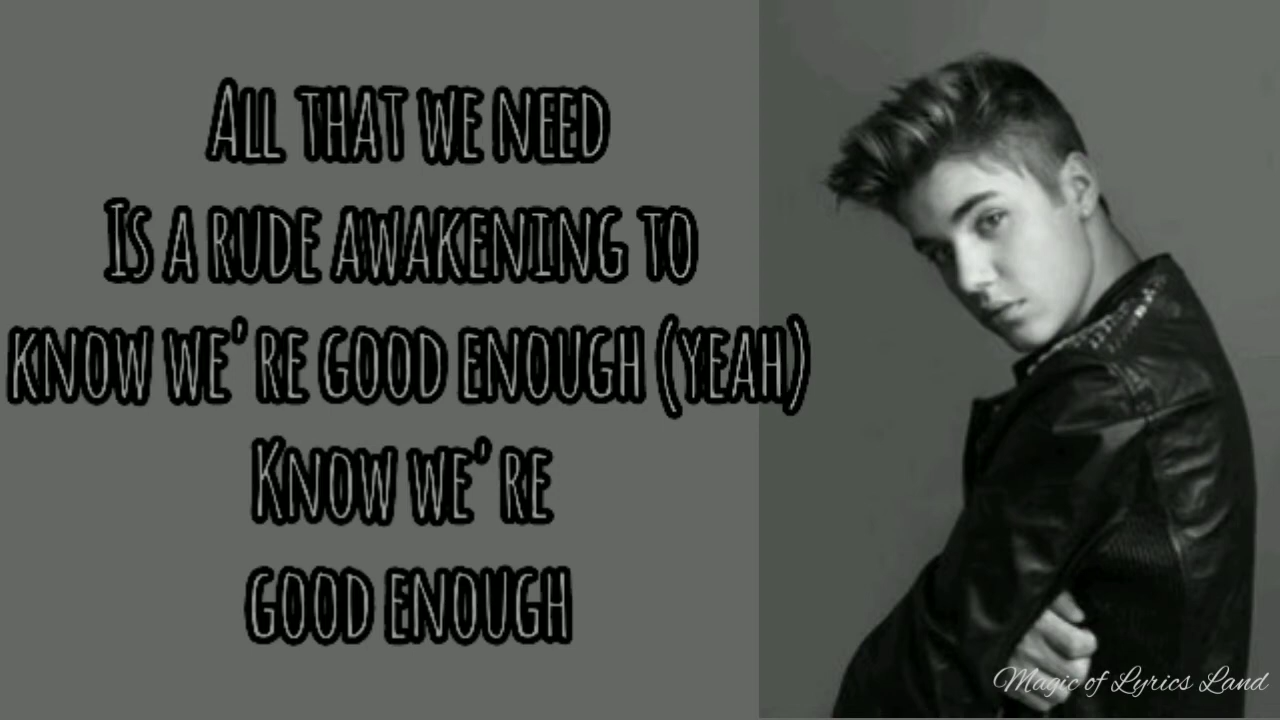 All that we need
Is a rude awakening to
know we're good enough (yeah)
Know we're
good enough
Magic of Lyrics Land